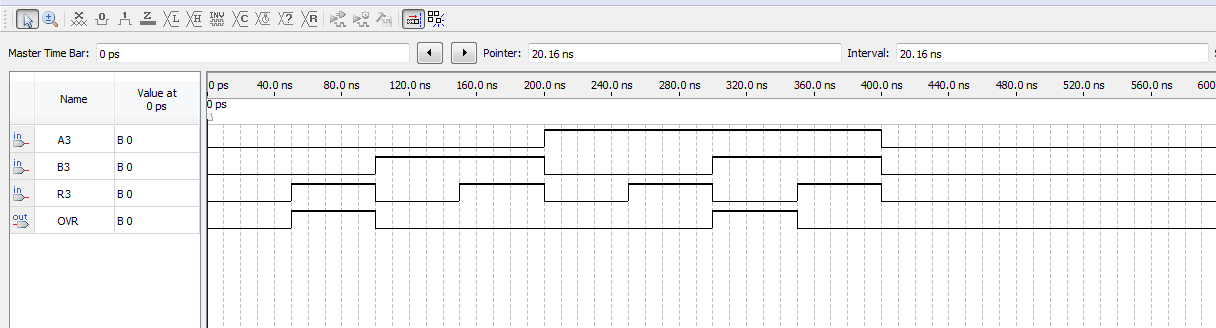 Master Time Bar: 0 ps Pointer: 20.16 ns Interval: 20.16 ns
Name Value at 0 ps
0 ps 40.0 ns 80.0 ns 120.0 ns 160.0 ns 200.0 ns 240.0 ns 280.0 ns 320.0 ns 360.0 ns 400.0 ns 440.0 ns 480.0 ns 520.0 ns 560.0 ns 600
0 ps
in A3 B 0
in B3 B 0
in R3 B 0
out OVR B 0